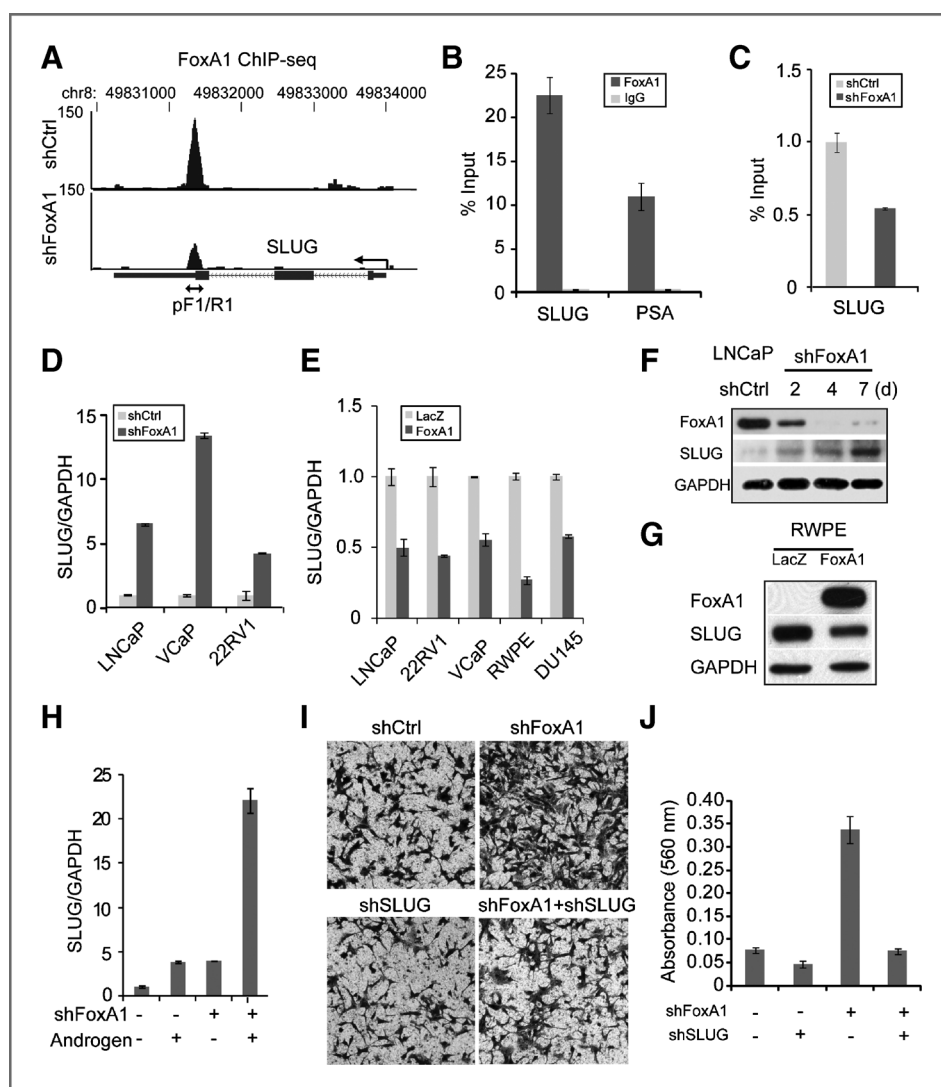 A
FoxA1 ChIP-seq
chr8: 49831000 49832000 49833000 49834000
150
shCtrl
150
shFoxA1
SLUG
pF1/R1
B
25
20
15
10
5
0
% Input
FoxA1
IgG
SLUG PSA
C
shCtrl
shFoxA1
1.5
1.0
0.5
0
% Input
SLUG
D
shCtrl
shFoxA1
15
10
5
0
SLUG/GAPDH
LNCaP VCaP 22RV1
E
1.5
1.0
0.5
0
SLUG/GAPDH
LacZ
FoxA1
LNCaP 22RV1 VCaP RWPE DU145
F
LNCaP shFoxA1
shCtrl 2 4 7 (d)
FoxA1
SLUG
GAPDH
G
RWPE
LacZ FoxA1
FoxA1
SLUG
GAPDH
H
25
20
15
10
5
0
SLUG/GAPDH
shFoxA1 - - + +
Androgen - + - +
I
shCtrl shFoxA1
shSLUG shFoxA1+shSLUG
J
0.40
0.35
0.30
0.25
0.20
0.15
0.10
0.05
0.00
Absorbance (560 nm)
shFoxA1 - - + +
shSLUG - + - +